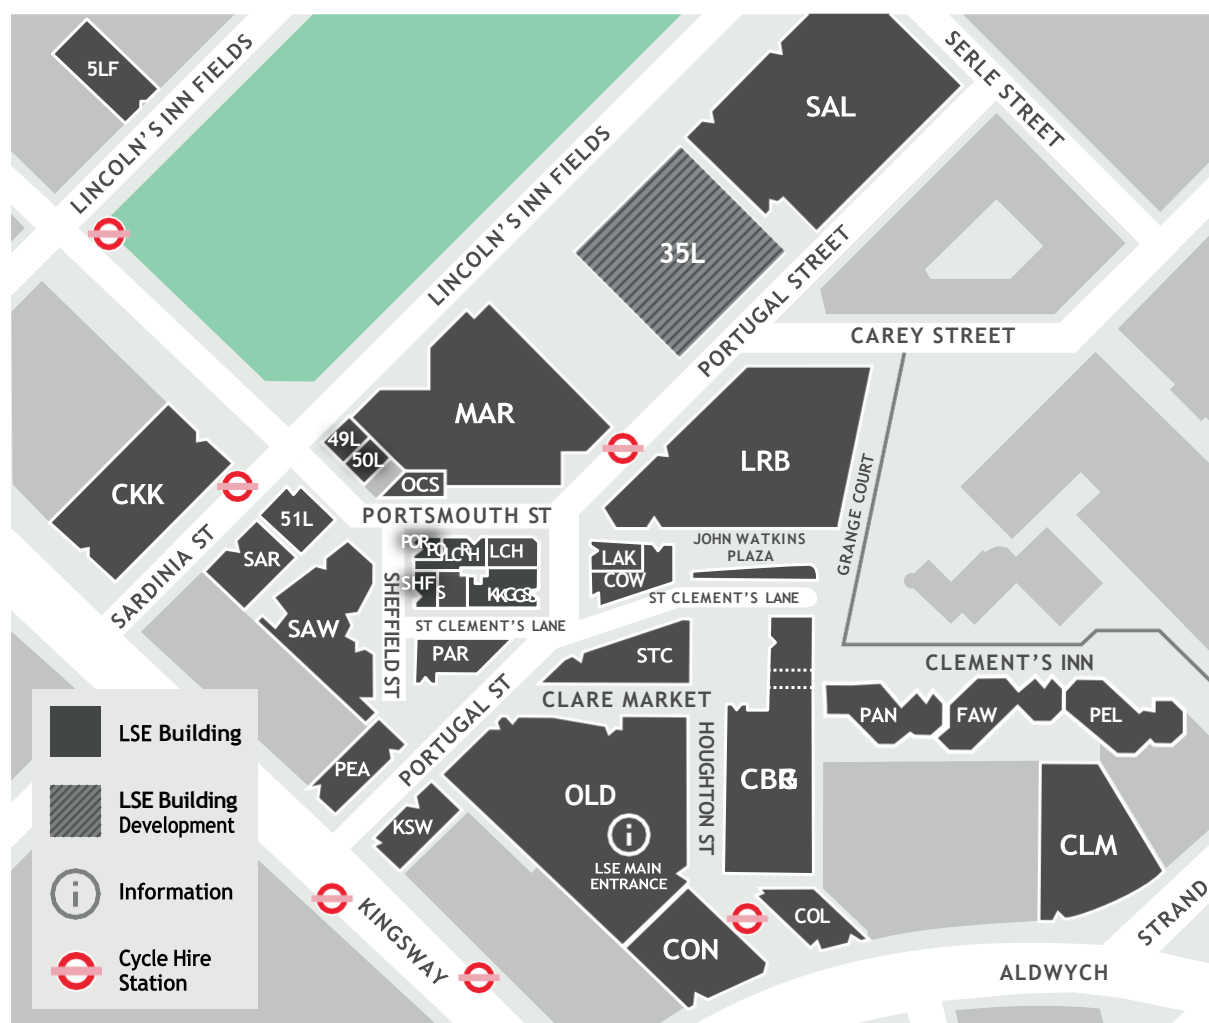 5LF
LINCOLN'S INN FIELDS
SERLE STREET
SAL
LINCOLN'S INN FIELDS
35L
PORTUGAL STREET
CAREY STREET
MAR
49L
50L
OCS
LRB
GRANGE COURT
CKK
51L
PORTSMOUTH ST
SAR
SARDINIA ST
POR
LCH
LCH
LAK
COW
JOHN WATKINS
PLAZA
SHF
KGS
ST CLEMENT'S LANE
SHEFFIELD ST
ST CLEMENT'S LANE
SAW
PAR
STC
CLEMENT'S INN
CLARE MARKET
PORTUGAL ST
HOUGHTON ST
PAN
FAW
PEL
PEA
OLD
CBG
KSW
CLM
LSE MAIN
ENTRANCE
COL
CON
KINGSWAY
STRAND
ALDWYCH
LSE Building
LSE Building
Development
Information
Cycle Hire
Station